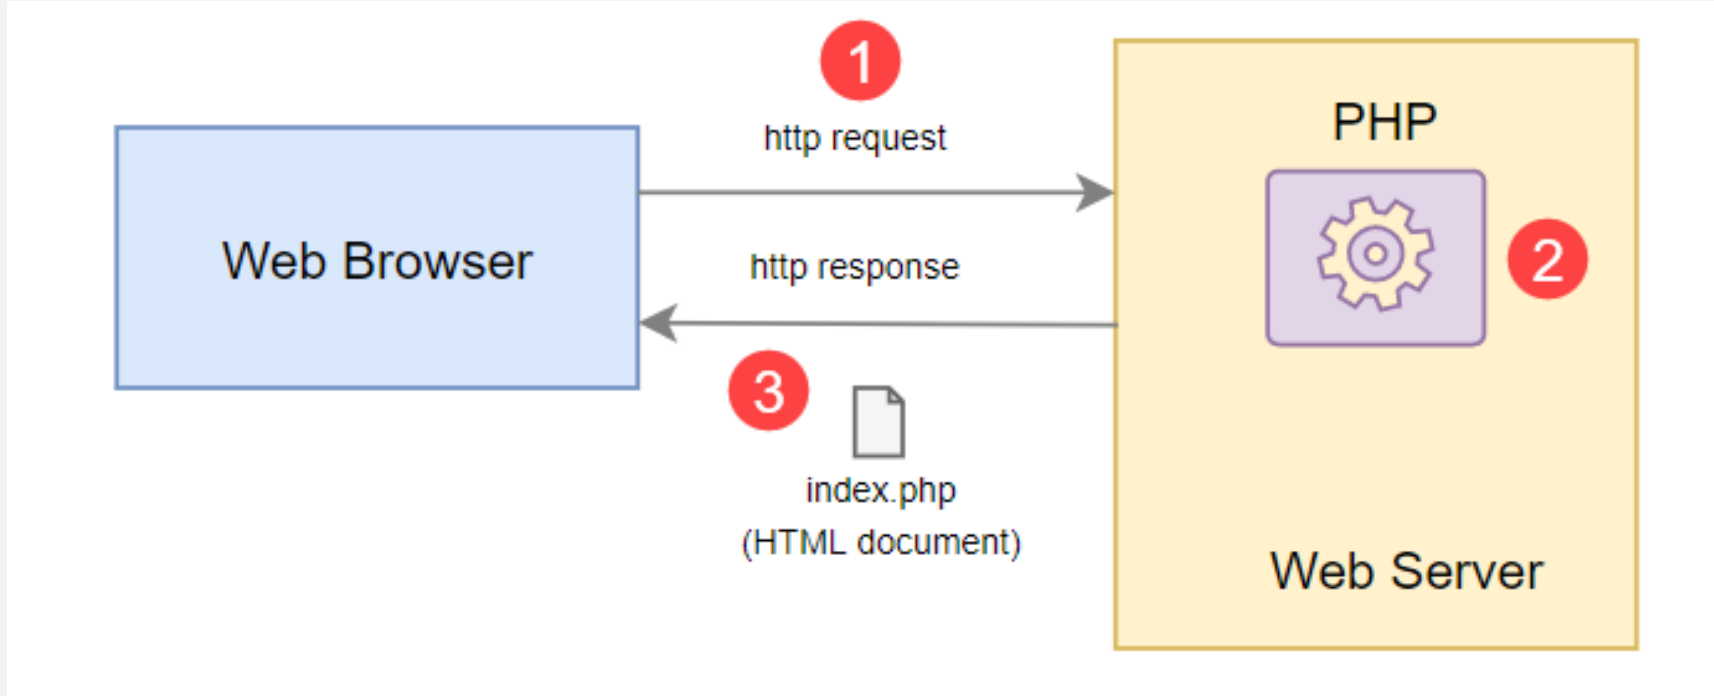 1
http request
PHP
Web Browser
2
http response
3
index.php
(HTML document)
Web Server